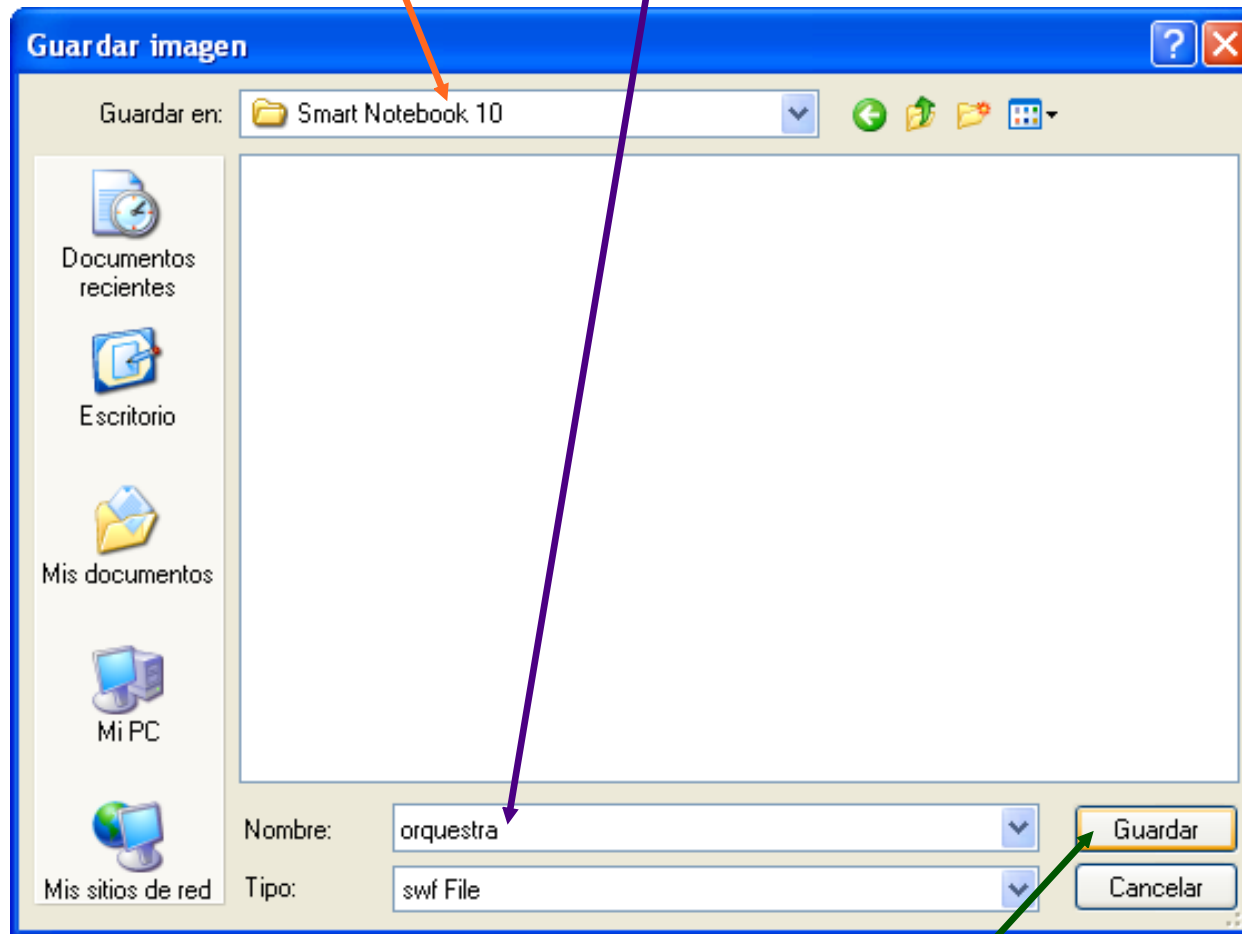 Guardar imagen
Guardar en: Smart Notebook 10
Documentos
recientes
Escritorio
Mis documentos
Mi PC
Mis sitios de red
Nombre: orquestra Guardar
Tipo: swf File Cancelar